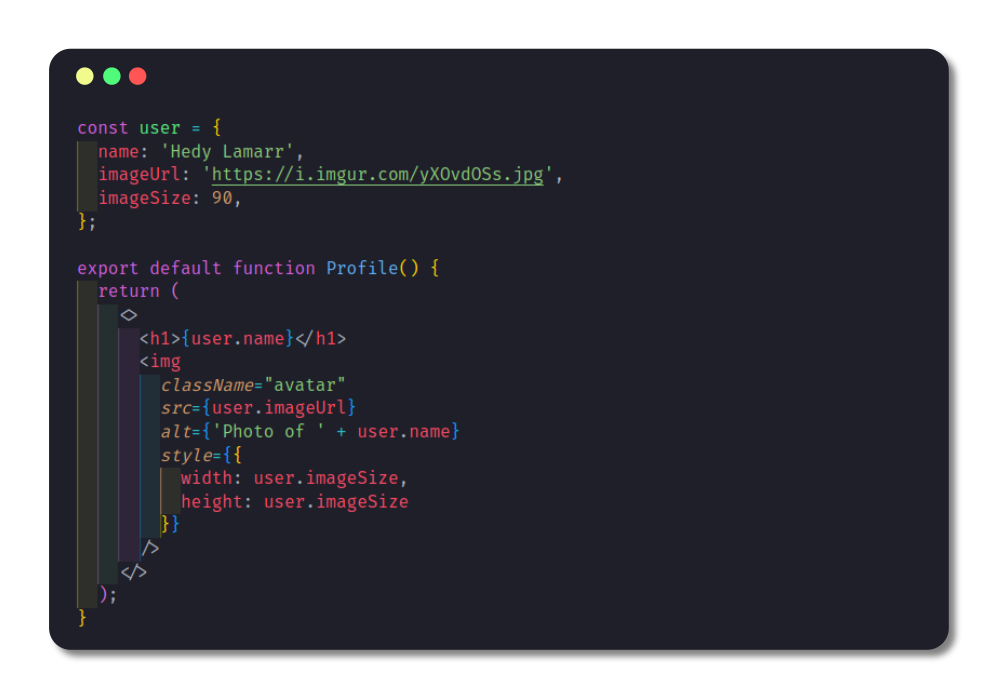 const user = {
  name: 'Hedy Lamarr',
  imageUrl: 'https://i.imgur.com/yXOvdOSs.jpg',
  imageSize: 90,
};

export default function Profile() {
  return (
    <>
      <h1>{user.name}</h1>
      <img
        className="avatar"
        src={user.imageUrl}
        alt={'Photo of ' + user.name}
        style={{
          width: user.imageSize,
          height: user.imageSize
        }}
      />
    </>
  );
}